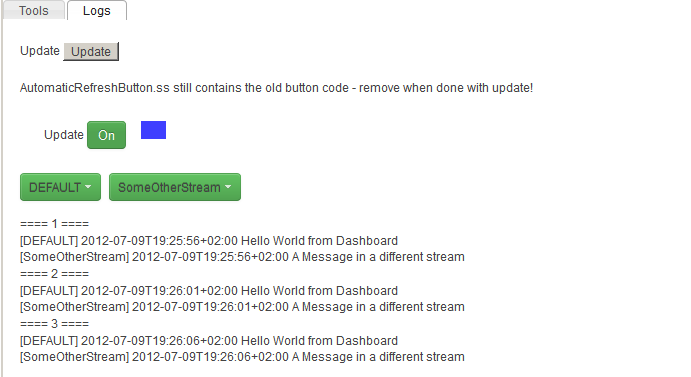 Tools Logs
Update Update
AutomaticRefreshButton.ss still contains the old button code - remove when done with update!
Update On
DEFAULT SomeOtherStream
==== 1 ====
[DEFAULT] 2012-07-09T19:25:56+02:00 Hello World from Dashboard
[SomeOtherStream] 2012-07-09T19:25:56+02:00 A Message in a different stream
==== 2 ====
[DEFAULT] 2012-07-09T19:26:01+02:00 Hello World from Dashboard
[SomeOtherStream] 2012-07-09T19:26:01+02:00 A Message in a different stream
==== 3 ====
[DEFAULT] 2012-07-09T19:26:06+02:00 Hello World from Dashboard
[SomeOtherStream] 2012-07-09T19:26:06+02:00 A Message in a different stream